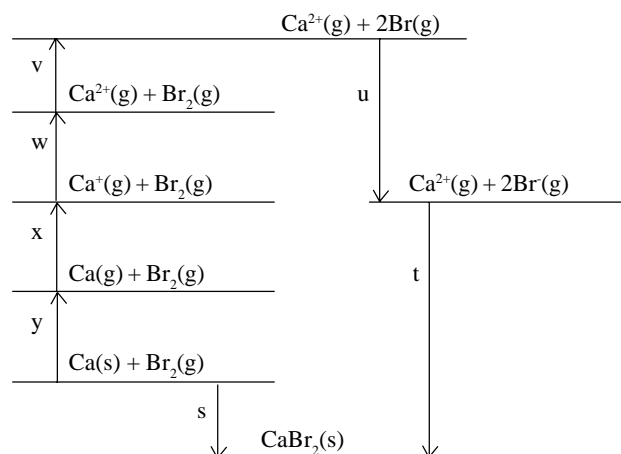 Ca²⁺(g) + 2Br(g)
v
u
Ca²⁺(g) + Br₂(g)
w
Ca⁺(g) + Br₂(g)
Ca²⁺(g) + 2Br⁻(g)
x
t
Ca(g) + Br₂(g)
y
Ca(s) + Br₂(g)
s
CaBr₂(s)